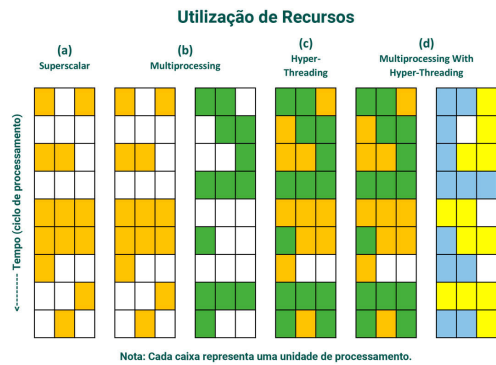 Utilização de Recursos
(a)
Superscalar
(b)
Multiprocessing
(c)
Hyper-
Threading
(d)
Multiprocessing With
Hyper-Threading
<-------- Tempo (ciclo de processamento)
Nota: Cada caixa representa uma unidade de processamento.